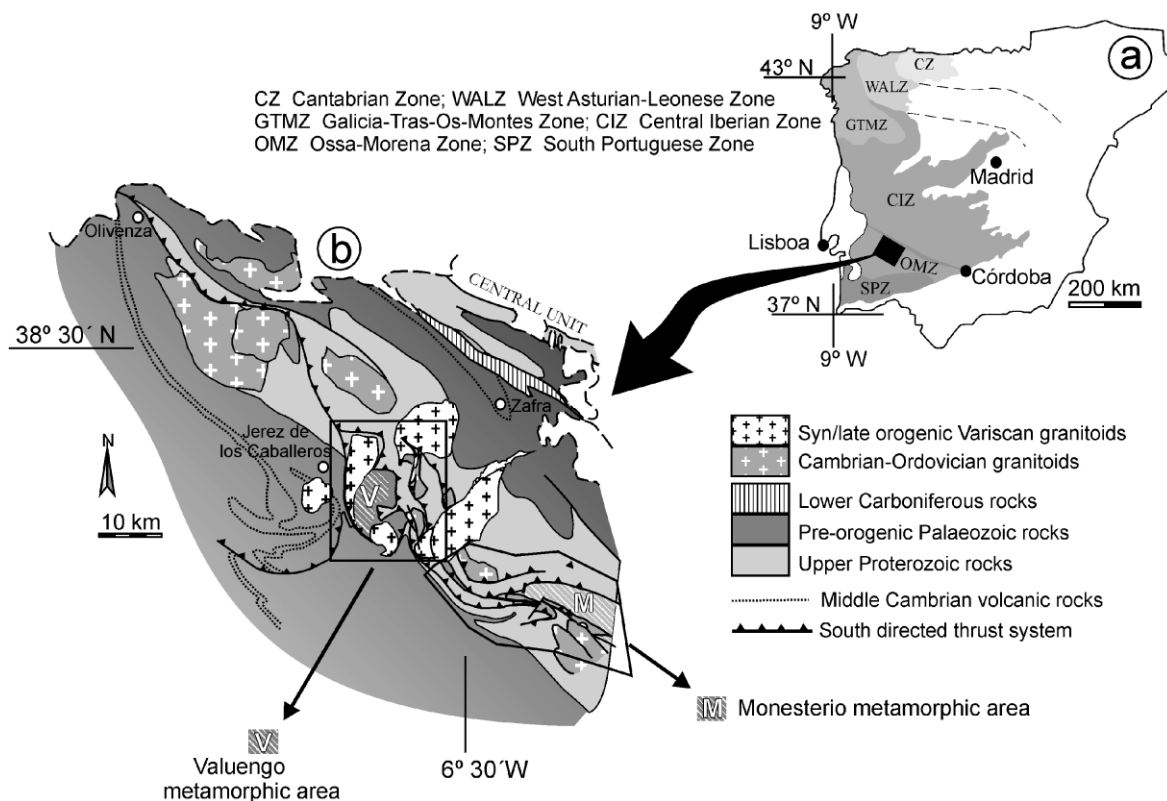 9º W
a
43º N
CZ
WALZ
GTMZ
CZ Cantabrian Zone; WALZ West Asturian-Leonese Zone
GTMZ Galicia-Tras-Os-Montes Zone; CIZ Central Iberian Zone
OMZ Ossa-Morena Zone; SPZ South Portuguese Zone
Madrid
CIZ
Lisboa
OMZ
Córdoba
SPZ
200 km
37º N
9º W
b
Olivenza
CENTRAL UNIT
38º 30´ N
Zafra
Jerez de
los Caballeros
N
10 km
V
M
Syn/late orogenic Variscan granitoids
Cambrian-Ordovician granitoids
Lower Carboniferous rocks
Pre-orogenic Palaeozoic rocks
Upper Proterozoic rocks
Middle Cambrian volcanic rocks
South directed thrust system
M Monesterio metamorphic area
V
Valuengo
metamorphic area
6º 30´W